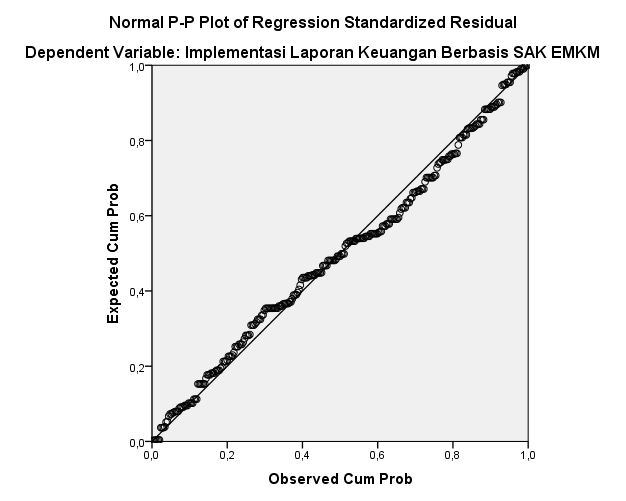 Normal P-P Plot of Regression Standardized Residual
Dependent Variable: Implementasi Laporan Keuangan Berbasis SAK EMKM
1,0
0,8
0,6
0,4
0,2
0,0
Expected Cum Prob
0,0 0,2 0,4 0,6 0,8 1,0
Observed Cum Prob